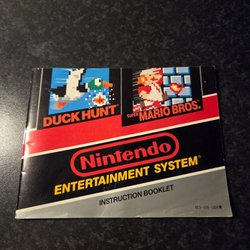 DUCK HUNT
SUPER MARIO BROS.
Nintendo
ENTERTAINMENT SYSTEM
INSTRUCTION BOOKLET